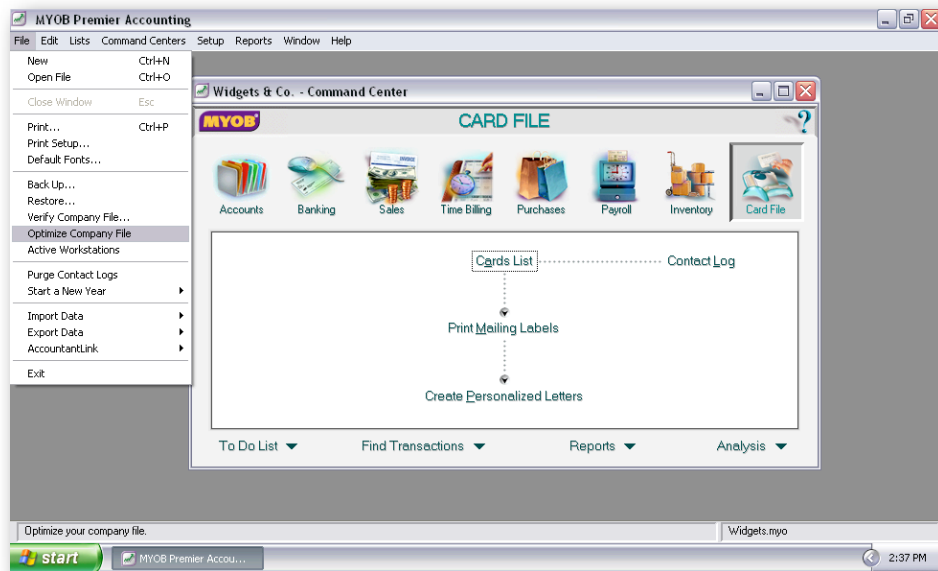 MYOB Premier Accounting
File Edit Lists Command Centers Setup Reports Window Help
New Ctrl+N
Open File Ctrl+O
Close Window Esc
Print... Ctrl+P
Print Setup...
Default Fonts...
Back Up...
Restore...
Verify Company File...
Optimize Company File
Active Workstations
Purge Contact Logs
Start a New Year
Import Data
Export Data
AccountantLink
Exit
Widgets & Co. - Command Center
MYOB CARD FILE
Accounts Banking Sales Time Billing Purchases Payroll Inventory Card File
Cards List Contact Log
Print Mailing Labels
Create Personalized Letters
To Do List Find Transactions Reports Analysis
Optimize your company file. Widgets.myo
start MYOB Premier Accou... 2:37 PM